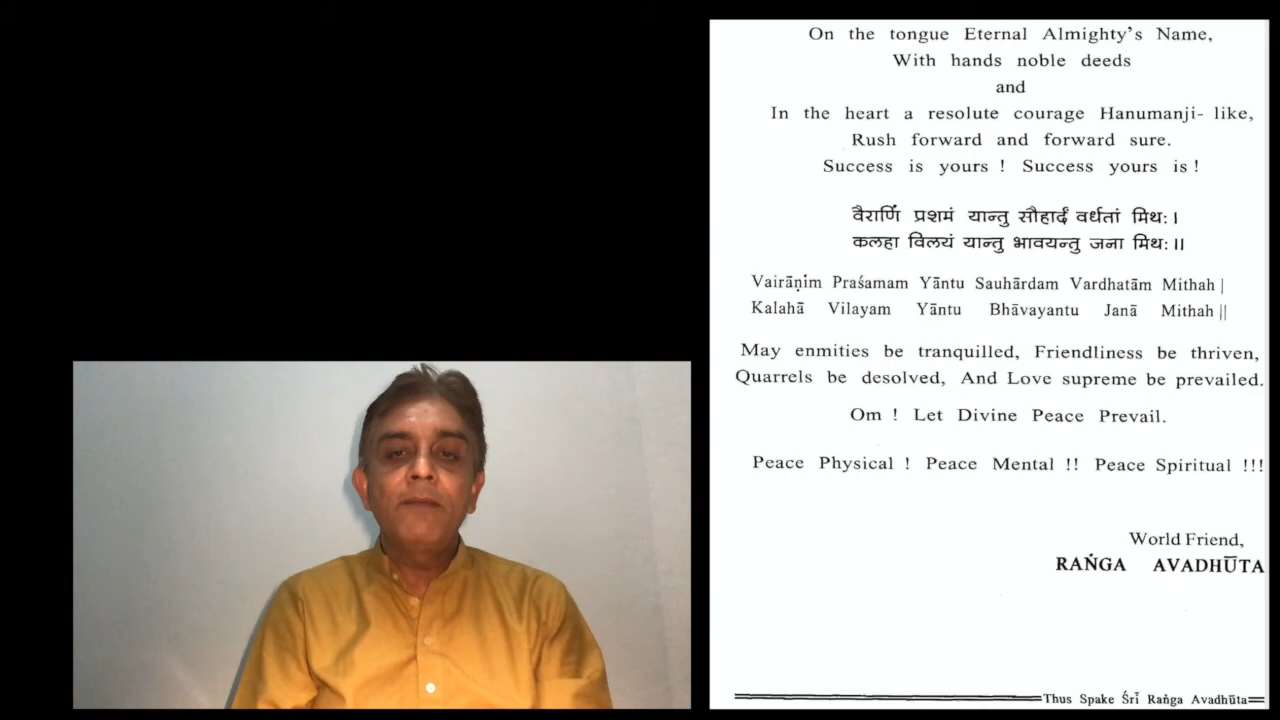 On the tongue Eternal Almighty's Name,
With hands noble deeds
and
In the heart a resolute courage Hanumanji- like,
Rush forward and forward sure.
Success is yours ! Success yours is !
वैराणिं प्रशमं यान्तु सौहार्दं वर्धतां मिथः ।
कलहा विलयं यान्तु भावयन्तु जना मिथः ॥
Vairāṇim Praśamam Yāntu Sauhārdam Vardhatām Mithah |
Kalahā Vilayam Yāntu Bhāvayantu Janā Mithah ||
May enmities be tranquilled, Friendliness be thriven,
Quarrels be desolved, And Love supreme be prevailed.
Om ! Let Divine Peace Prevail.
Peace Physical ! Peace Mental !! Peace Spiritual !!!
World Friend,
RAṄGA AVADHŪTA
Thus Spake Śrī Raṅga Avadhūta